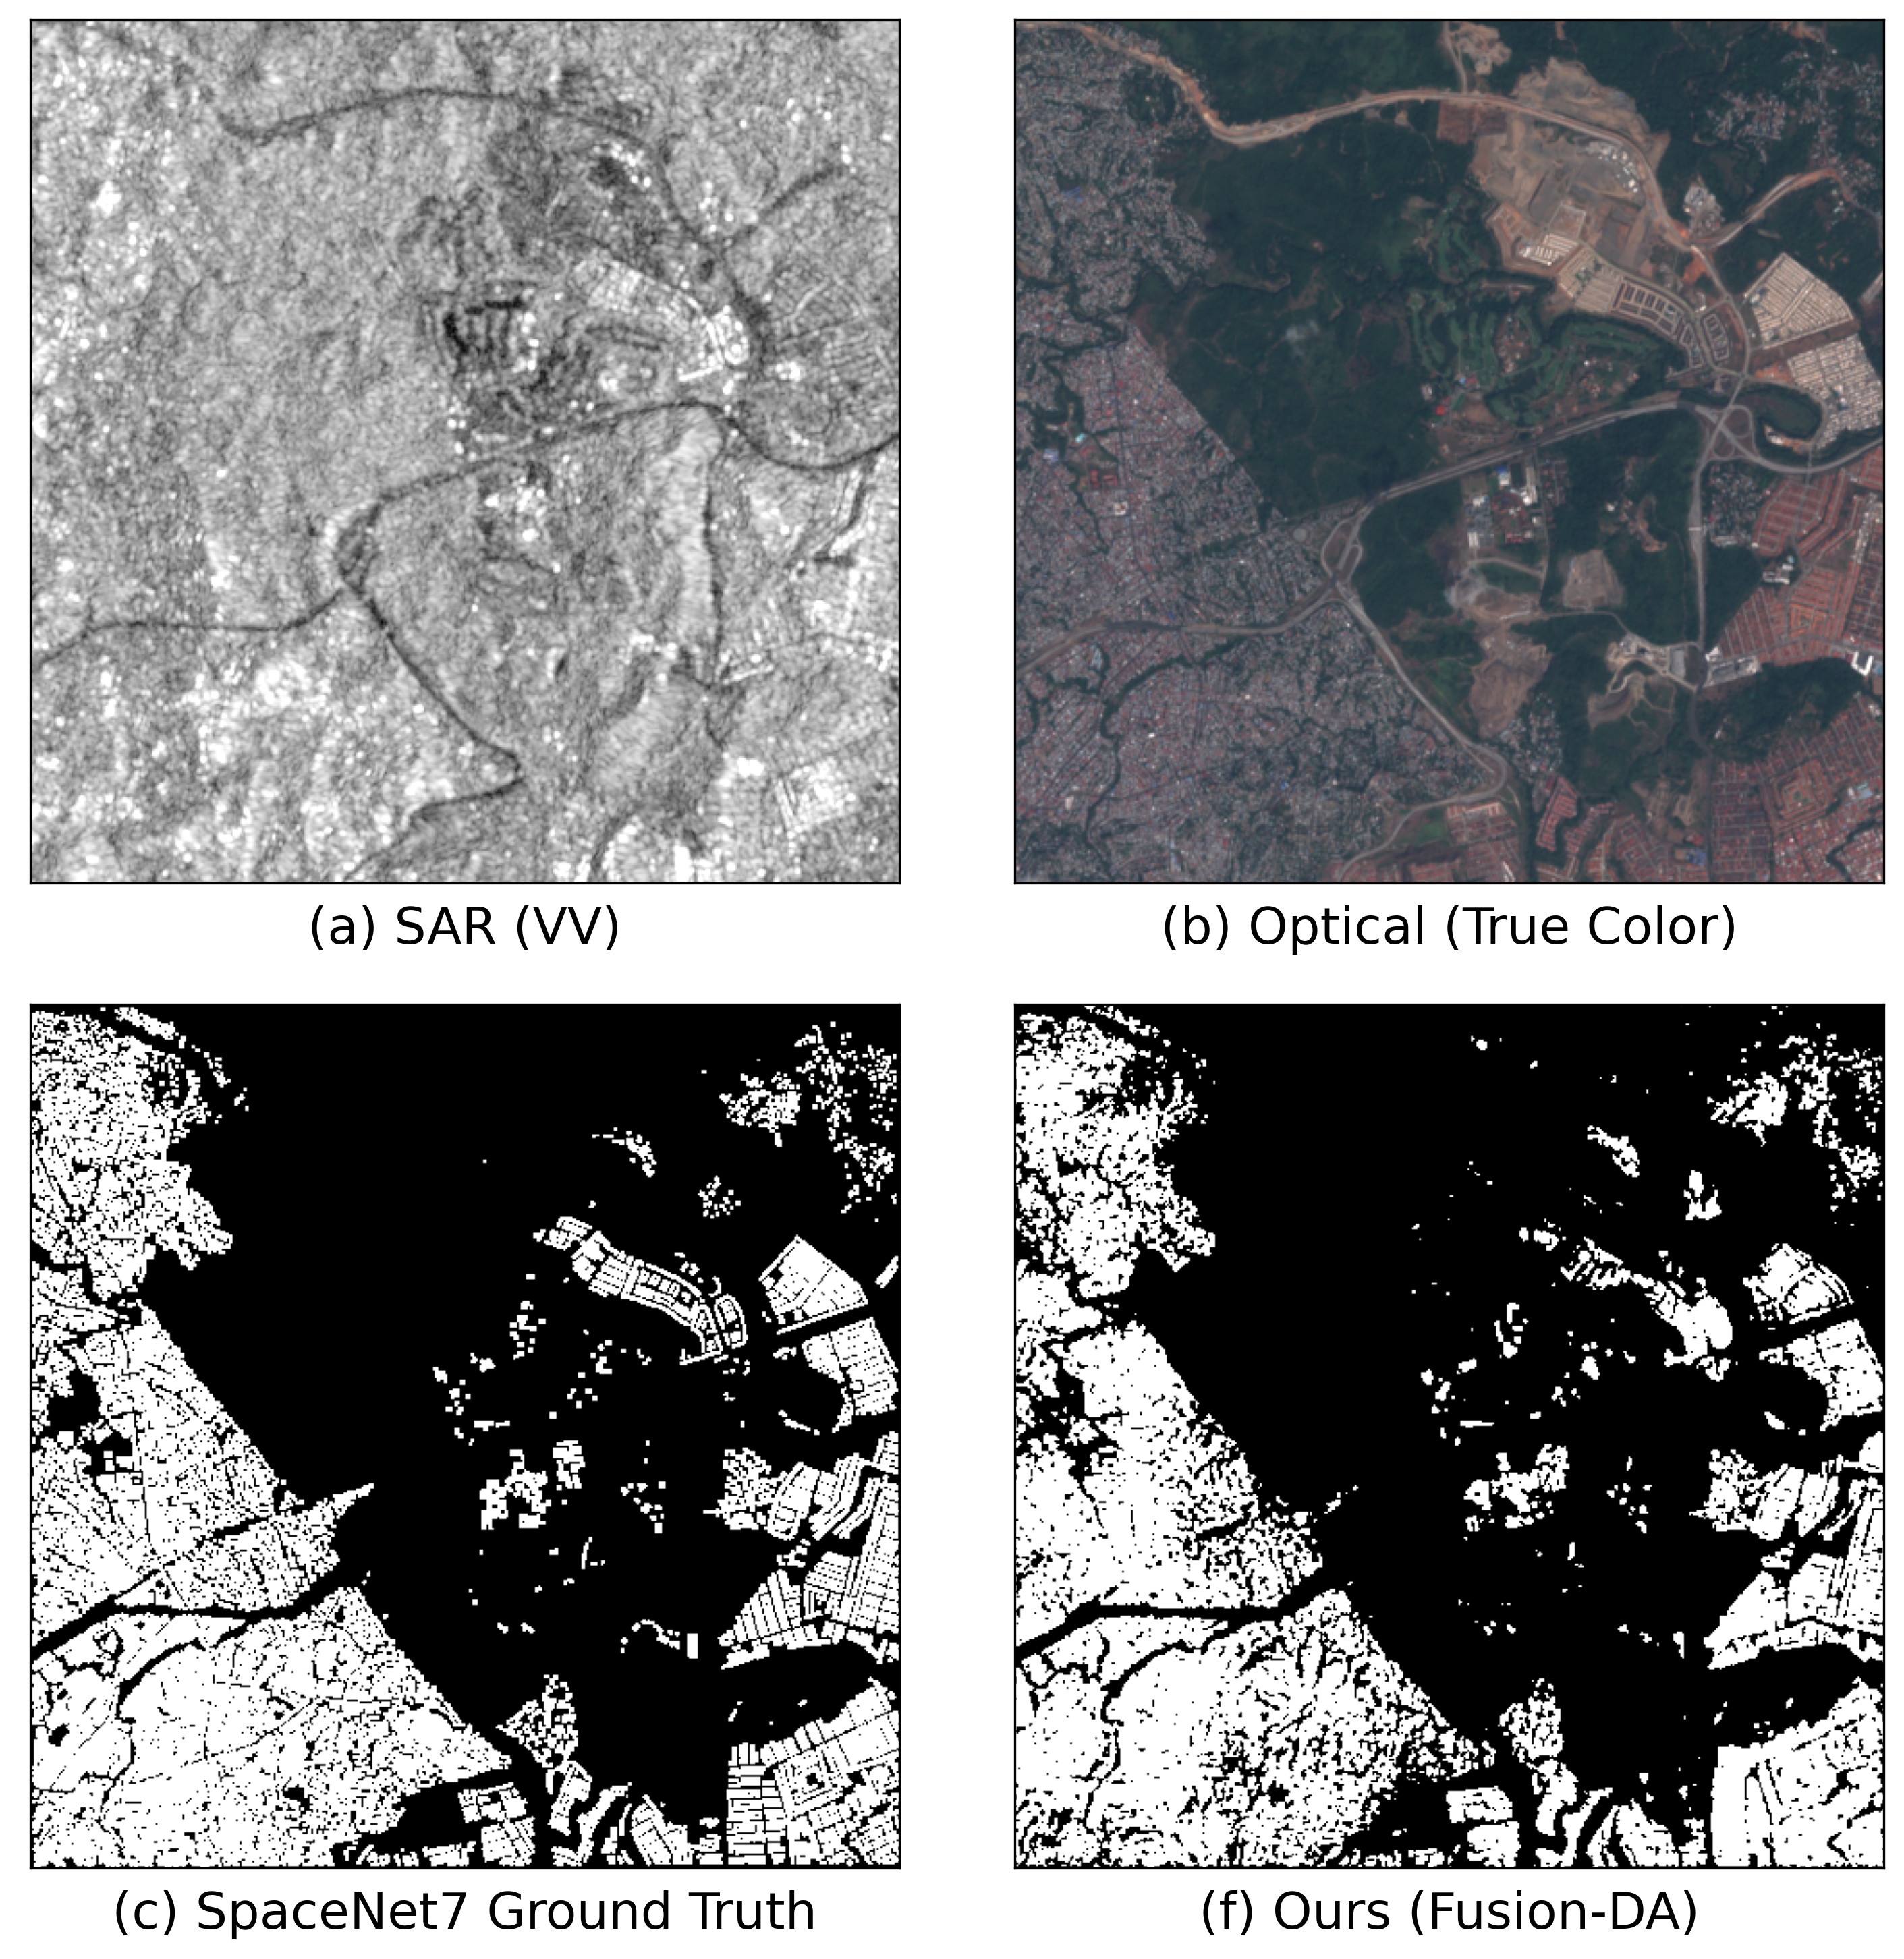 (a) SAR (VV)
(b) Optical (True Color)
(c) SpaceNet7 Ground Truth
(f) Ours (Fusion-DA)